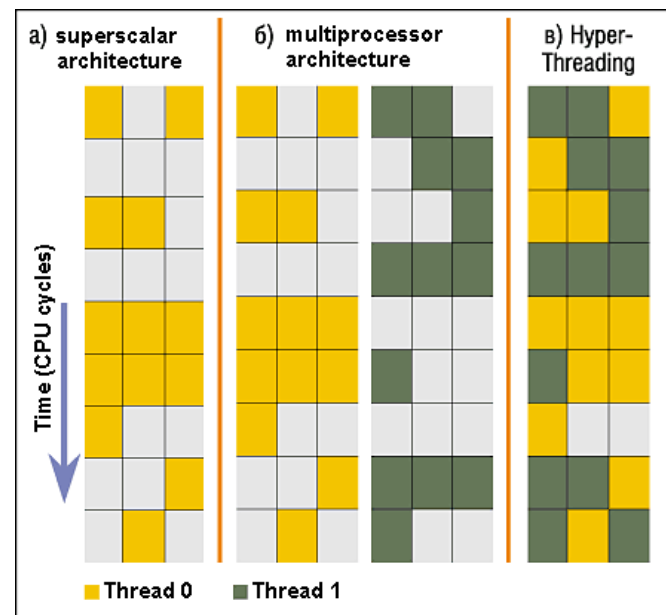 а) superscalar
architecture
б) multiprocessor
architecture
в) Hyper-
Threading
Time (CPU cycles)
Thread 0
Thread 1